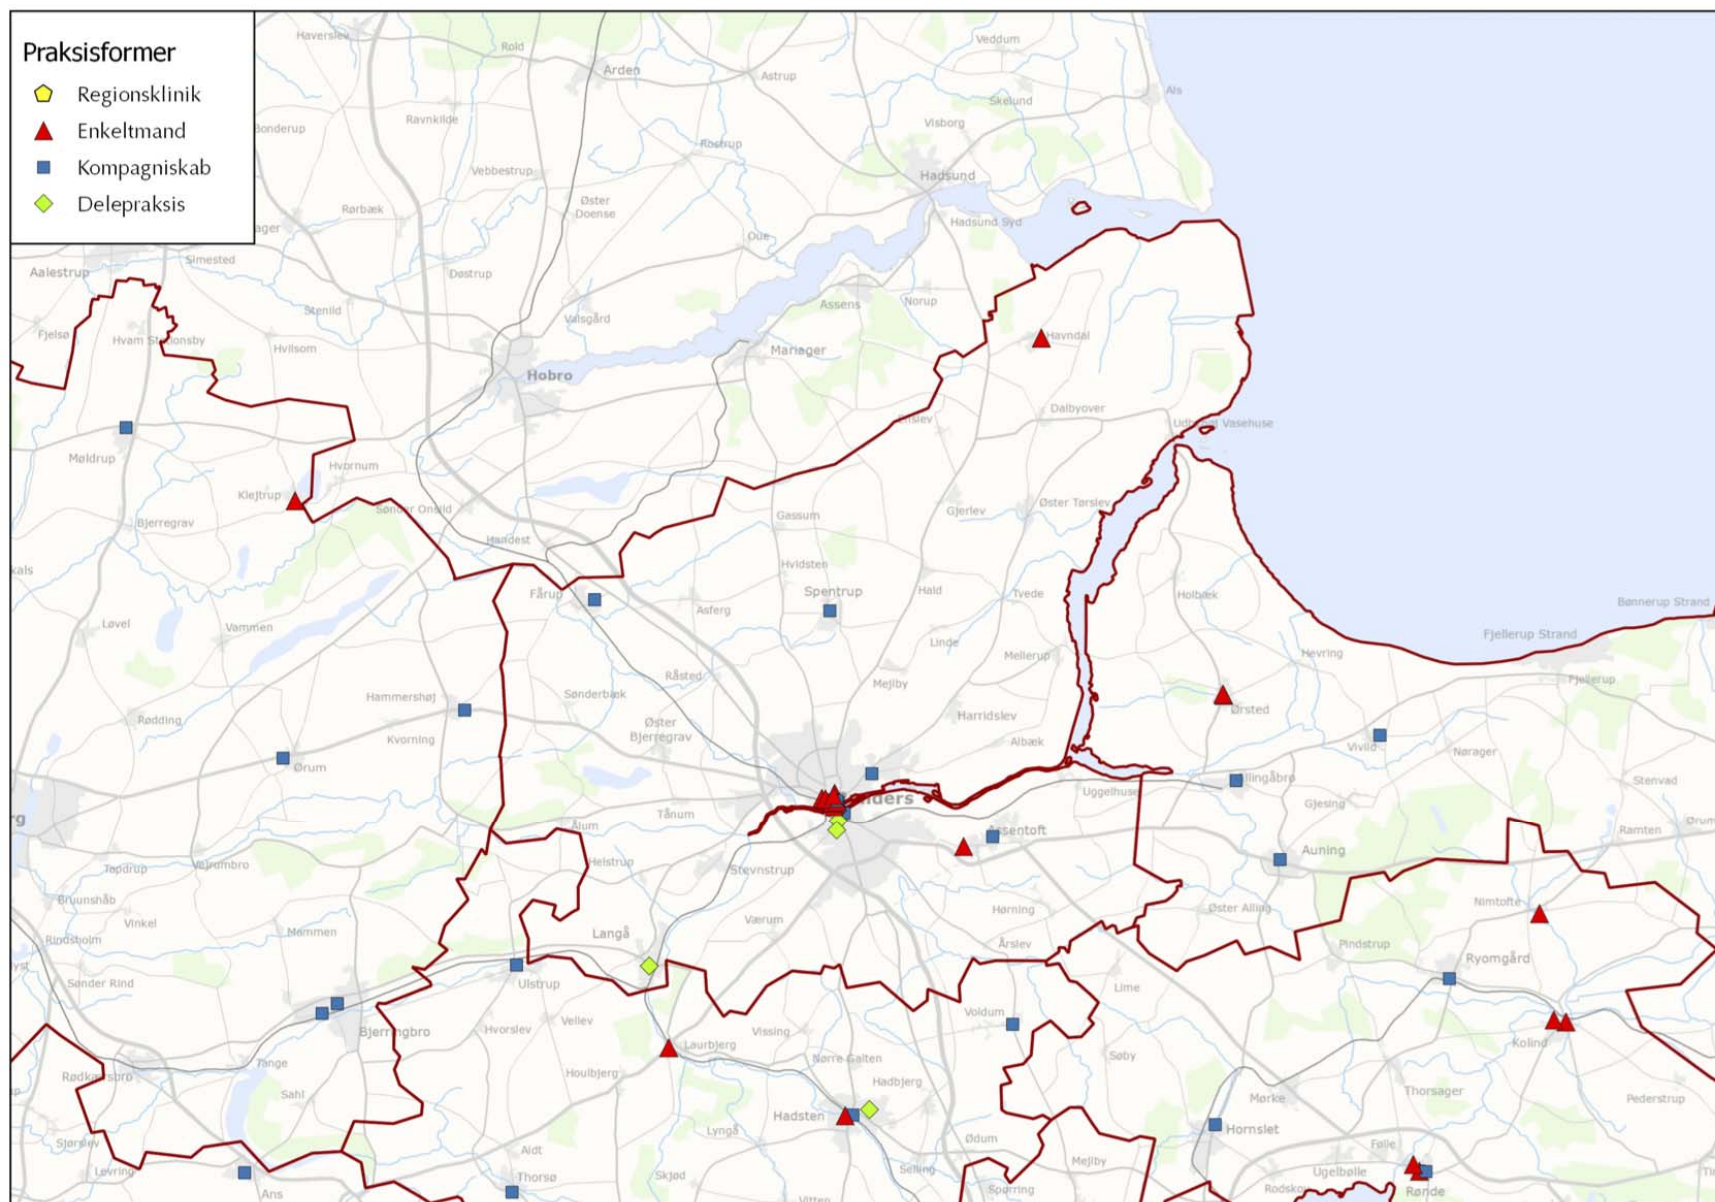 Praksisformer
Regionsklinik
Enkeltmand
Kompagniskab
Delepraksis
Haverslev
Rold
Veddum
Arden
Astrup
Skelund
Als
Ravnkilde
Visborg
Rostrup
Vebbestrup
Hadsund
Rørbæk
Øster
Doense
Hadsund Syd
Oue
Simested
Døstrup
Aalestrup
Stenild
Assens
Norup
Valsgård
Fjelsø
Hvam Stationsby
Hvilsom
Havndal
Mariager
Hobro
Dalbyover
Møldrup
Hvornum
Klejtrup
Sønder Onsild
Øster Tørslev
Gjerlev
Gassum
Bjerregrav
Handest
Hvidsten
Fårup
Spentrup
Hald
Tvede
Holbæk
Bønnerup Strand
Asferg
Løvel
Vammen
Linde
Fjellerup Strand
Mellerup
Hevring
Råsted
Mejlby
Fjellerup
Hammershøj
Sønderbæk
Ørsted
Rødding
Harridslev
Øster
Bjerregrav
Kvorning
Albæk
Vivild
Nørager
Ørum
Stenvad
Uggelhuse
Gjesing
Tånum
Ålum
Ramten
Auning
Helstrup
Stevnstrup
Tapdrup
Vejrumbro
Bruunshåb
Nimtofte
Vinkel
Værum
Hørning
Øster Alling
Mammen
Langå
Rindsholm
Årslev
Pindstrup
Ryomgård
Sønder Rind
Ulstrup
Lime
Voldum
Vellev
Hvorslev
Vissing
Bjerringbro
Laurbjerg
Kolind
Søby
Nørre Galten
Tange
Rødkærsbro
Houlbjerg
Hadbjerg
Thorsager
Sahl
Mørke
Pederstrup
Hadsten
Lyngå
Hornslet
Sjørslev
Ødum
Følle
Aidt
Mejlby
Levring
Selling
Ugelbølle
Thorsø
Skjød
Ans
Spørring
Rønde
Vitten